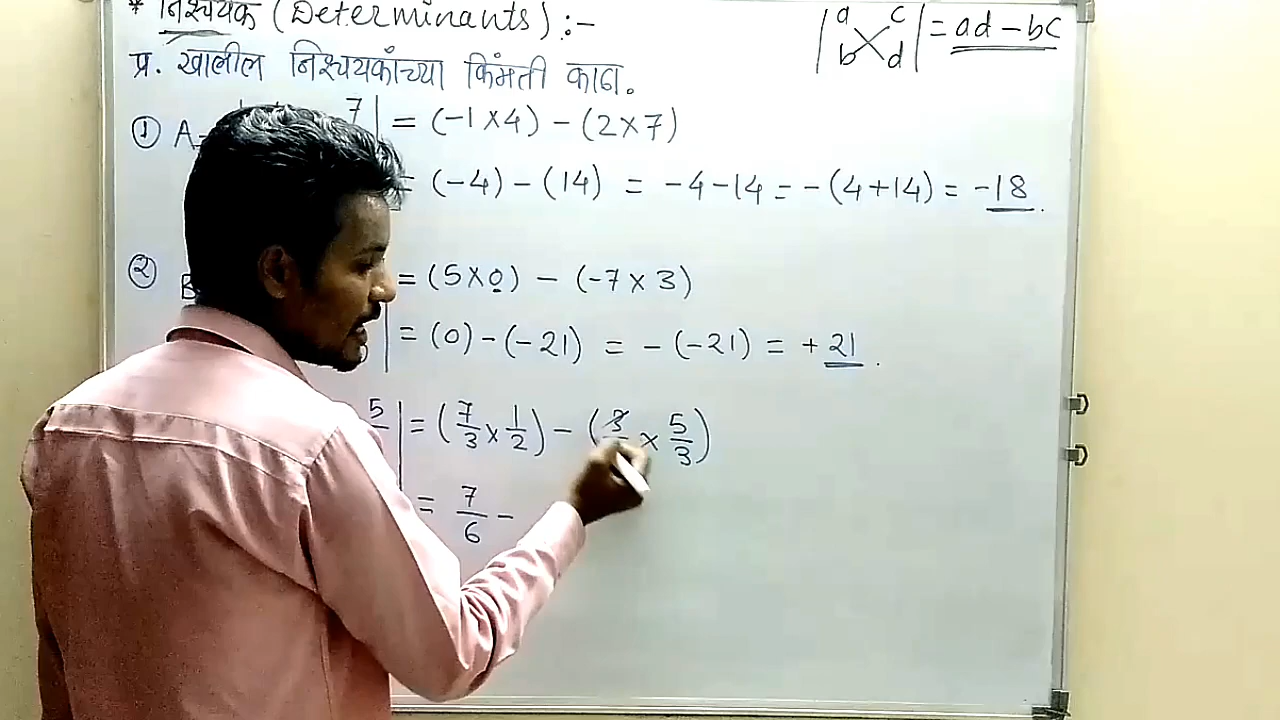 * निश्चयक (Determinants) :-
|a c| = ad - bc
|b d|
प्र. खालील निश्चयकांच्या किंमती काढा.
① A= 7| = (-1×4) - (2×7)
= (-4) - (14) = -4-14 = -(4+14) = -18.
② B = (5×0) - (-7×3)
= (0) - (-21) = -(-21) = +21.
5| = (7/3 × 1/2) - (3 × 5/3)
= 7/6 -